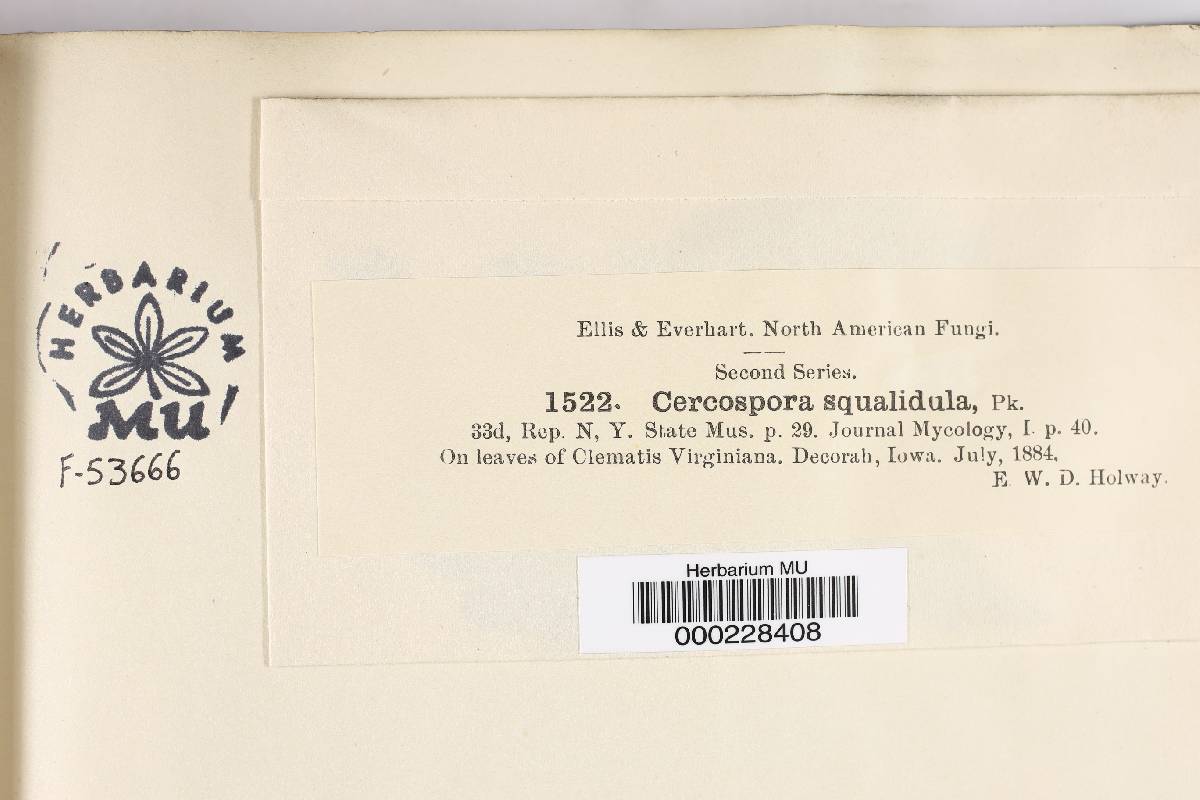 HERBARIUM
MU
F-53666
Ellis & Everhart. North American Fungi.
Second Series.
1522. Cercospora squalidula, Pk.
33d, Rep. N, Y. State Mus. p. 29. Journal Mycology, I. p. 40.
On leaves of Clematis Virginiana. Decorah, Iowa. July, 1884.
E. W. D. Holway.
Herbarium MU
000228408